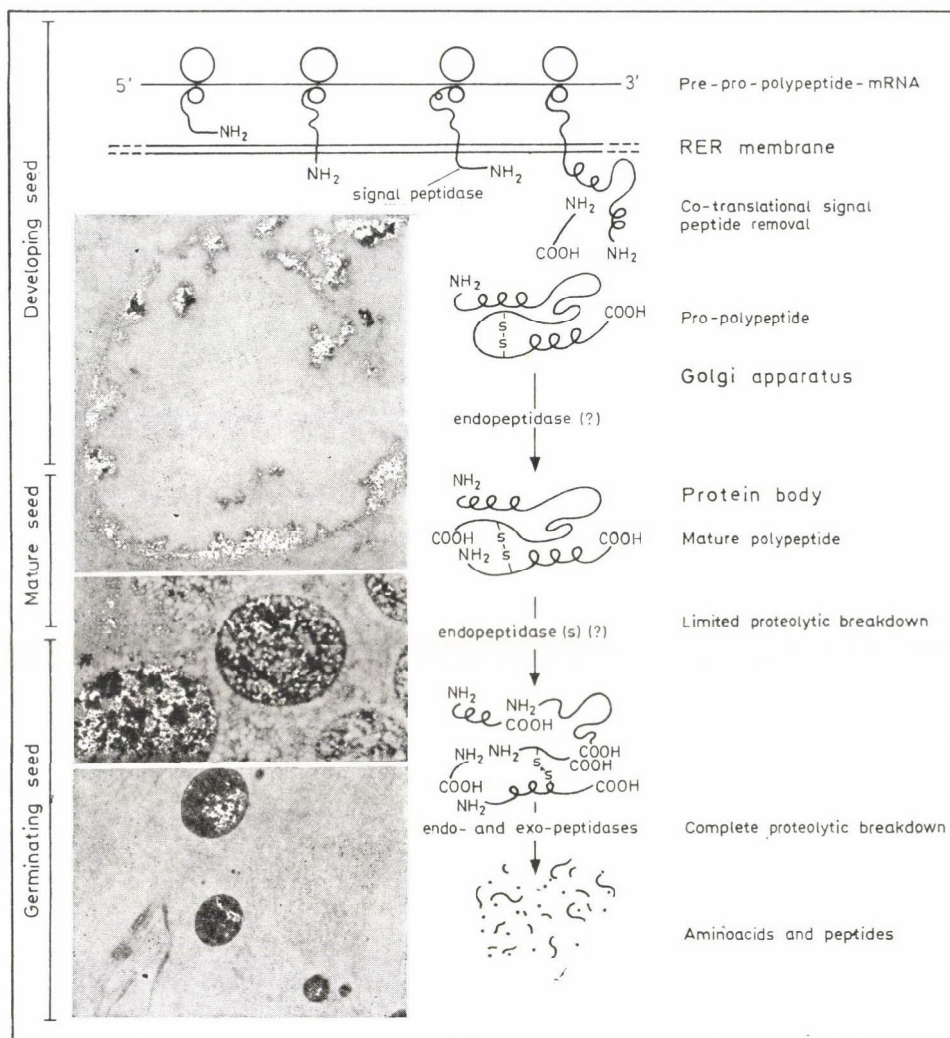 Developing seed
Mature seed
Germinating seed
5'
3'
Pre-pro-polypeptide-mRNA
NH2
RER membrane
NH2
NH2
signal peptidase
NH2
COOH
NH2
Co-translational signal
peptide removal
NH2
COOH
S
S
Pro-polypeptide
Golgi apparatus
endopeptidase (?)
NH2
Protein body
COOH
NH2
S
S
COOH
Mature polypeptide
endopeptidase (s) (?)
Limited proteolytic breakdown
NH2
NH2
COOH
NH2
NH2
COOH
COOH
S
S
COOH
NH2
COOH
endo- and exo-peptidases
Complete proteolytic breakdown
Aminoacids and peptides